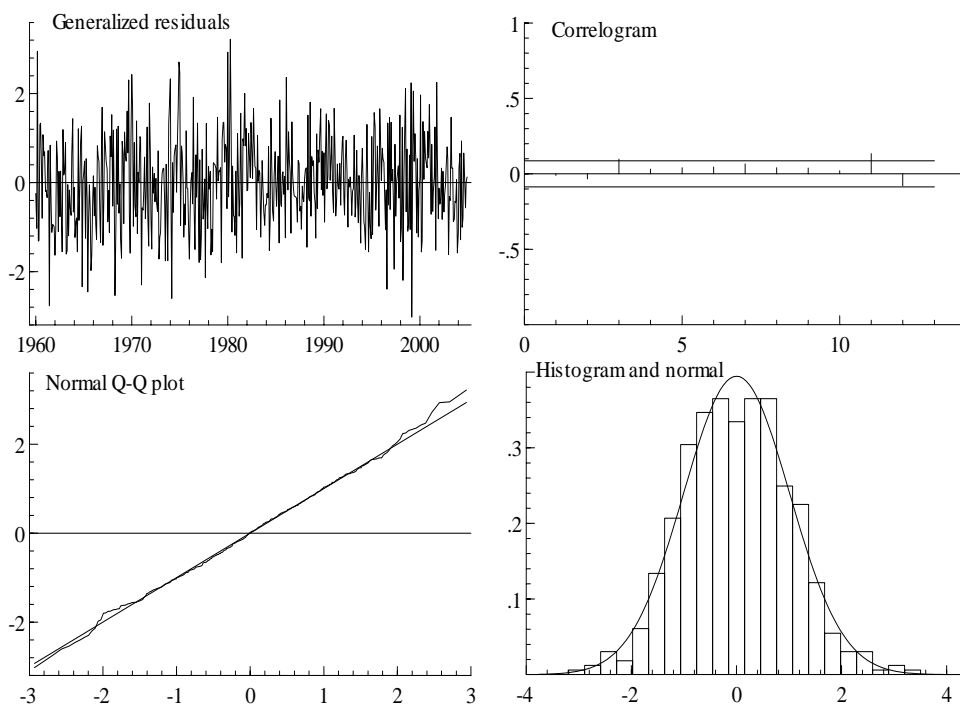 Generalized residuals
2
0
-2
1960 1970 1980 1990 2000
Correlogram
1
.5
0
-.5
0 5 10
Normal Q-Q plot
2
0
-2
-3 -2 -1 0 1 2 3
Histogram and normal
.3
.2
.1
-4 -2 0 2 4